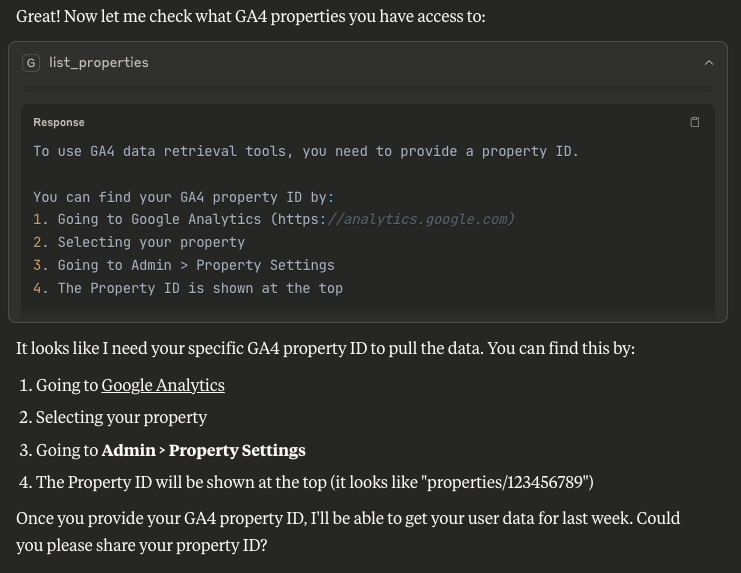 Great! Now let me check what GA4 properties you have access to:
G list_properties
Response
To use GA4 data retrieval tools, you need to provide a property ID.
You can find your GA4 property ID by:
1. Going to Google Analytics (https://analytics.google.com)
2. Selecting your property
3. Going to Admin > Property Settings
4. The Property ID is shown at the top
It looks like I need your specific GA4 property ID to pull the data. You can find this by:
1. Going to Google Analytics
2. Selecting your property
3. Going to Admin > Property Settings
4. The Property ID will be shown at the top (it looks like "properties/123456789")
Once you provide your GA4 property ID, I'll be able to get your user data for last week. Could
you please share your property ID?